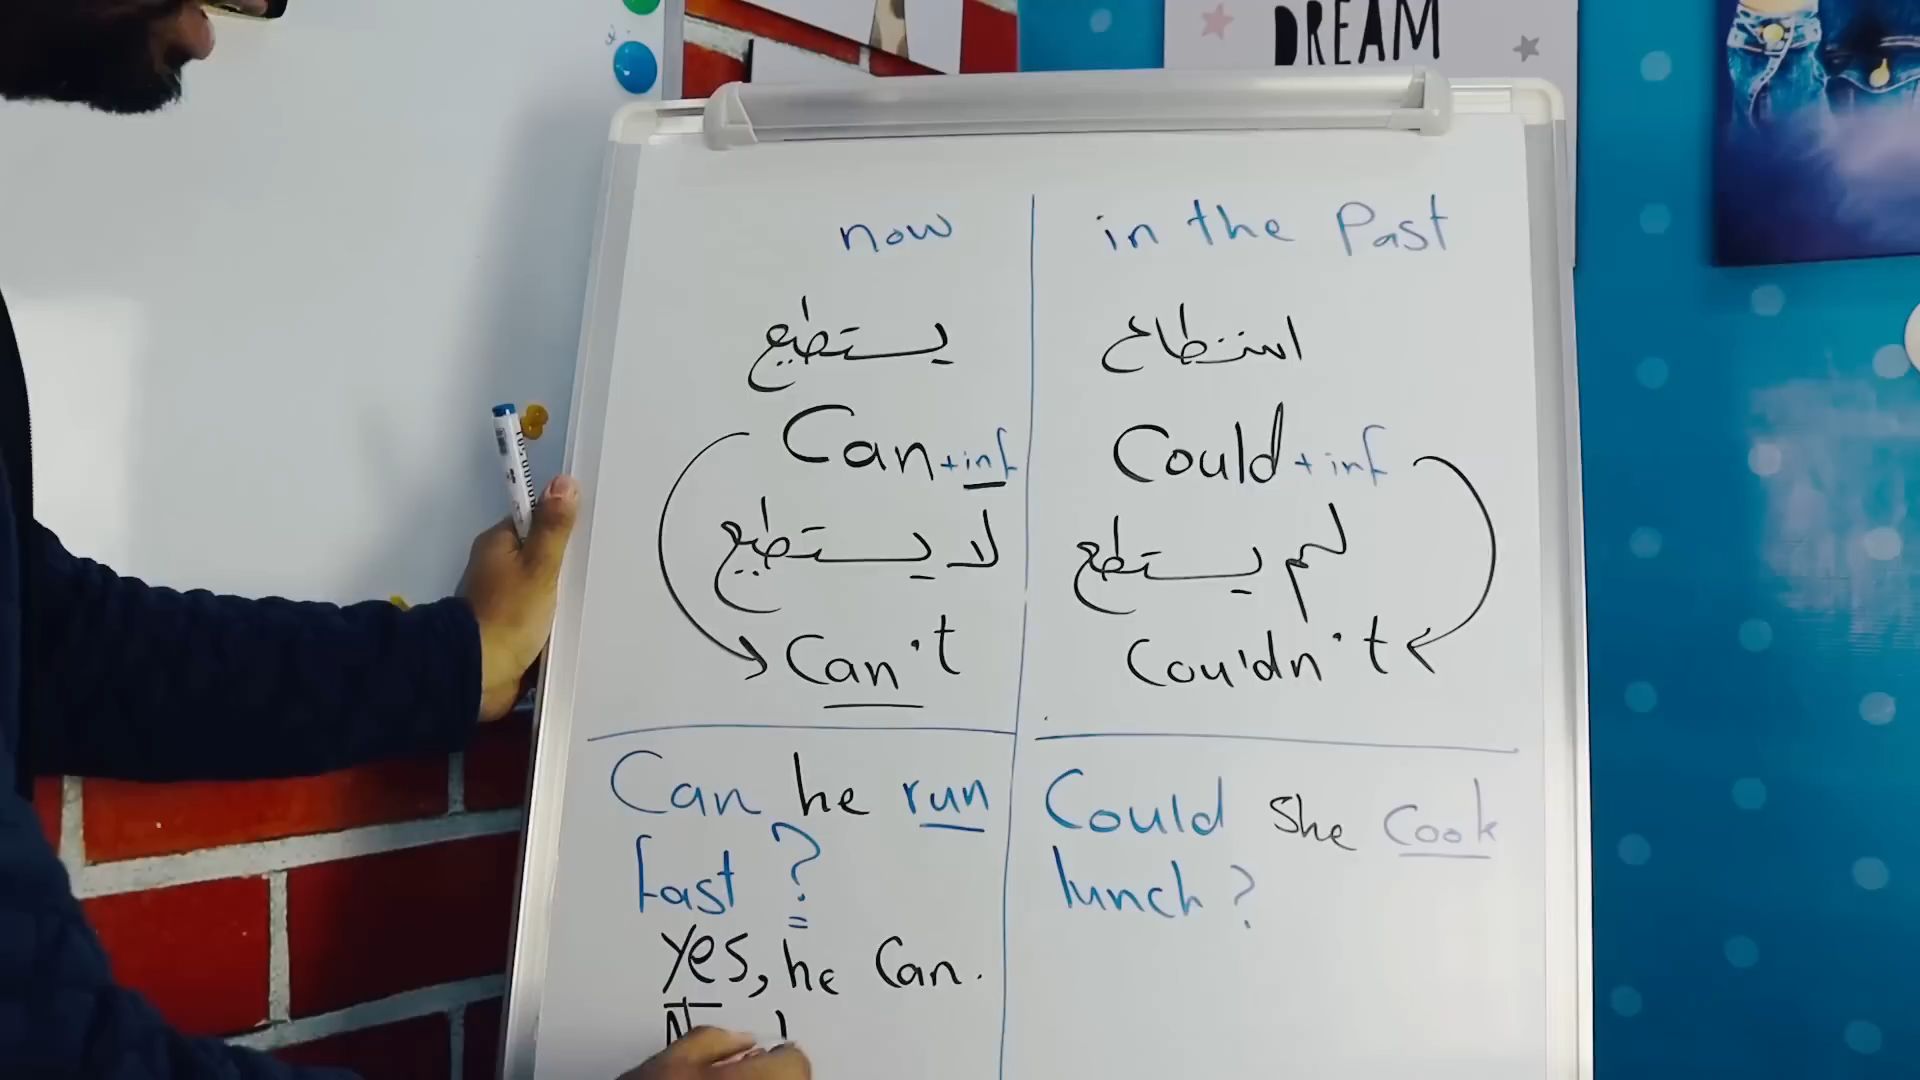 DREAM
now
in the Past
يستطيع
استطاع
Can + inf
Could + inf
لا يستطيع
لم يستطع
Can't
Couldn't
Can he run
fast ?
Yes, he Can.
Could she Cook
lunch ?